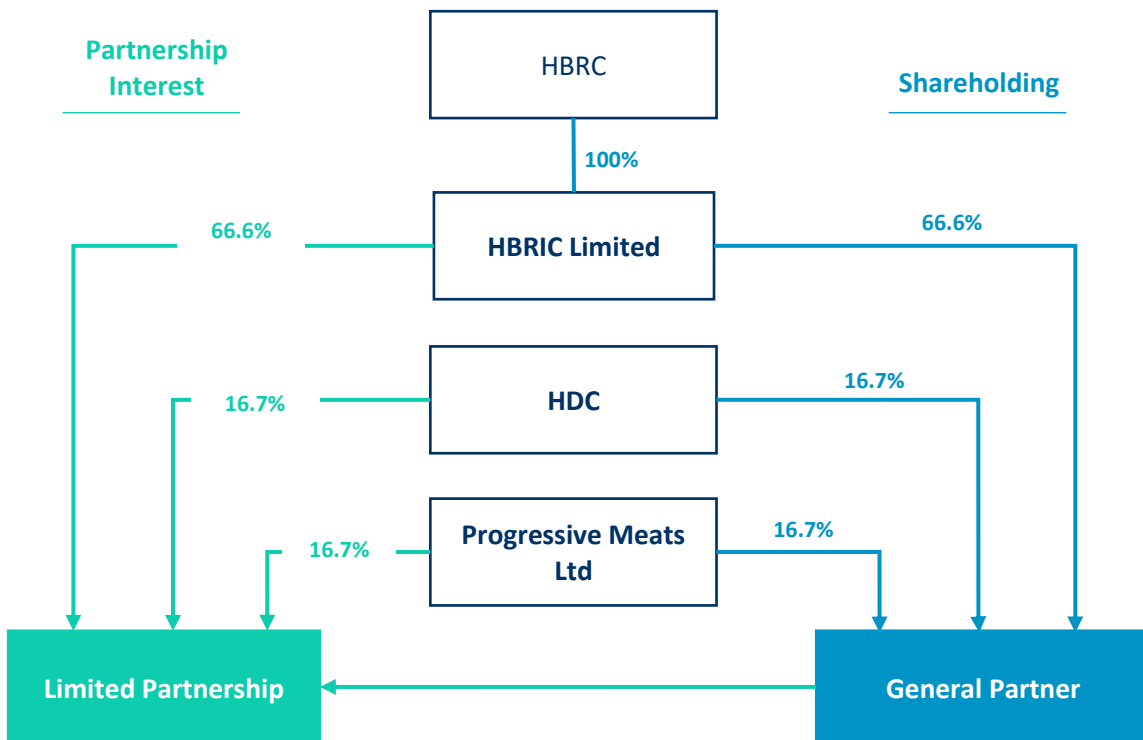 Partnership
Interest
HBRC
Shareholding
100%
66.6%
HBRIC Limited
66.6%
16.7%
HDC
16.7%
16.7%
Progressive Meats
Ltd
16.7%
Limited Partnership
General Partner